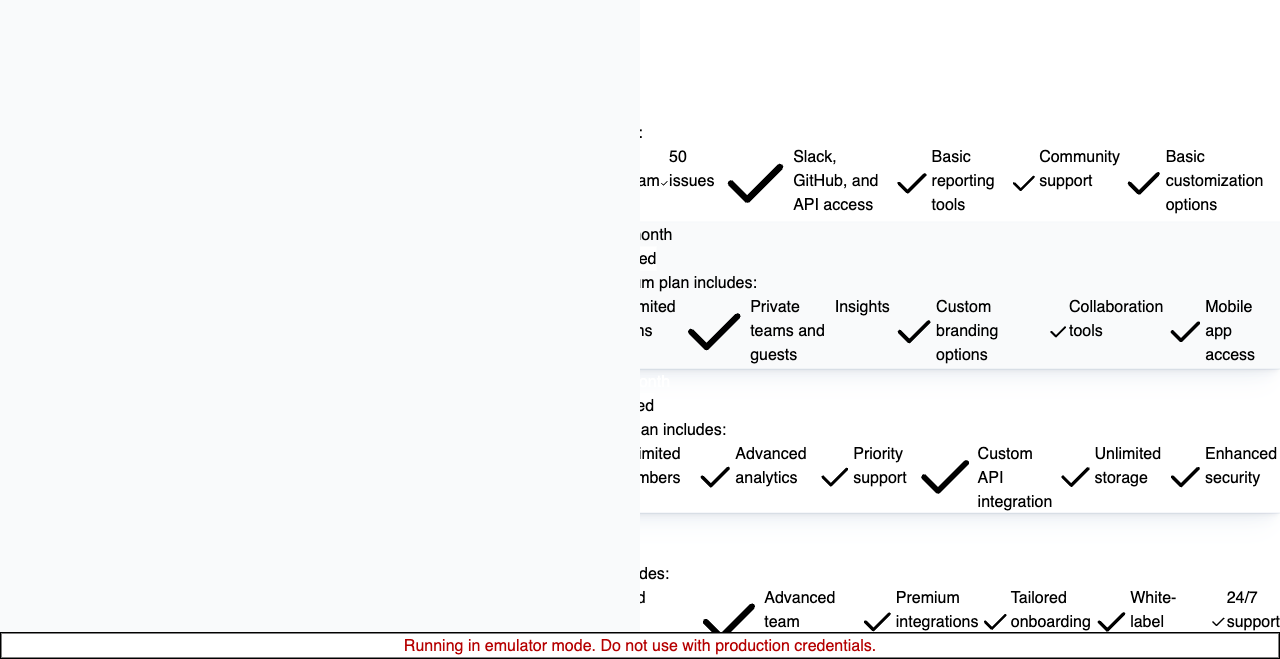 :
50
Slack,
Basic
Community
Basic
am
issues
GitHub, and
reporting
support
customization
API access
tools
options
onth
ed
m plan includes:
mited
Private
Insights
Custom
Collaboration
Mobile
ns
teams and
branding
tools
app
guests
options
access
onth
ed
an includes:
imited
Advanced
Priority
Custom
Unlimited
Enhanced
mbers
analytics
support
API
storage
security
integration
des:
d
Advanced
Premium
Tailored
White-
24/7
team
integrations
onboarding
label
support
Running in emulator mode. Do not use with production credentials.